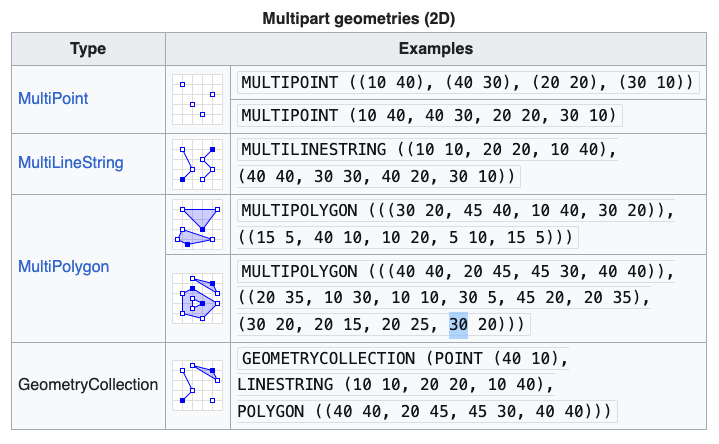 Multipart geometries (2D)
Type Examples
MultiPoint
MULTIPOINT ((10 40), (40 30), (20 20), (30 10))
MULTIPOINT (10 40, 40 30, 20 20, 30 10)
MultiLineString
MULTILINESTRING ((10 10, 20 20, 10 40),
(40 40, 30 30, 40 20, 30 10))
MultiPolygon
MULTIPOLYGON (((30 20, 45 40, 10 40, 30 20)),
((15 5, 40 10, 10 20, 5 10, 15 5)))
MULTIPOLYGON (((40 40, 20 45, 45 30, 40 40)),
((20 35, 10 30, 10 10, 30 5, 45 20, 20 35),
(30 20, 20 15, 20 25, 30 20)))
GeometryCollection
GEOMETRYCOLLECTION (POINT (40 10),
LINESTRING (10 10, 20 20, 10 40),
POLYGON ((40 40, 20 45, 45 30, 40 40)))